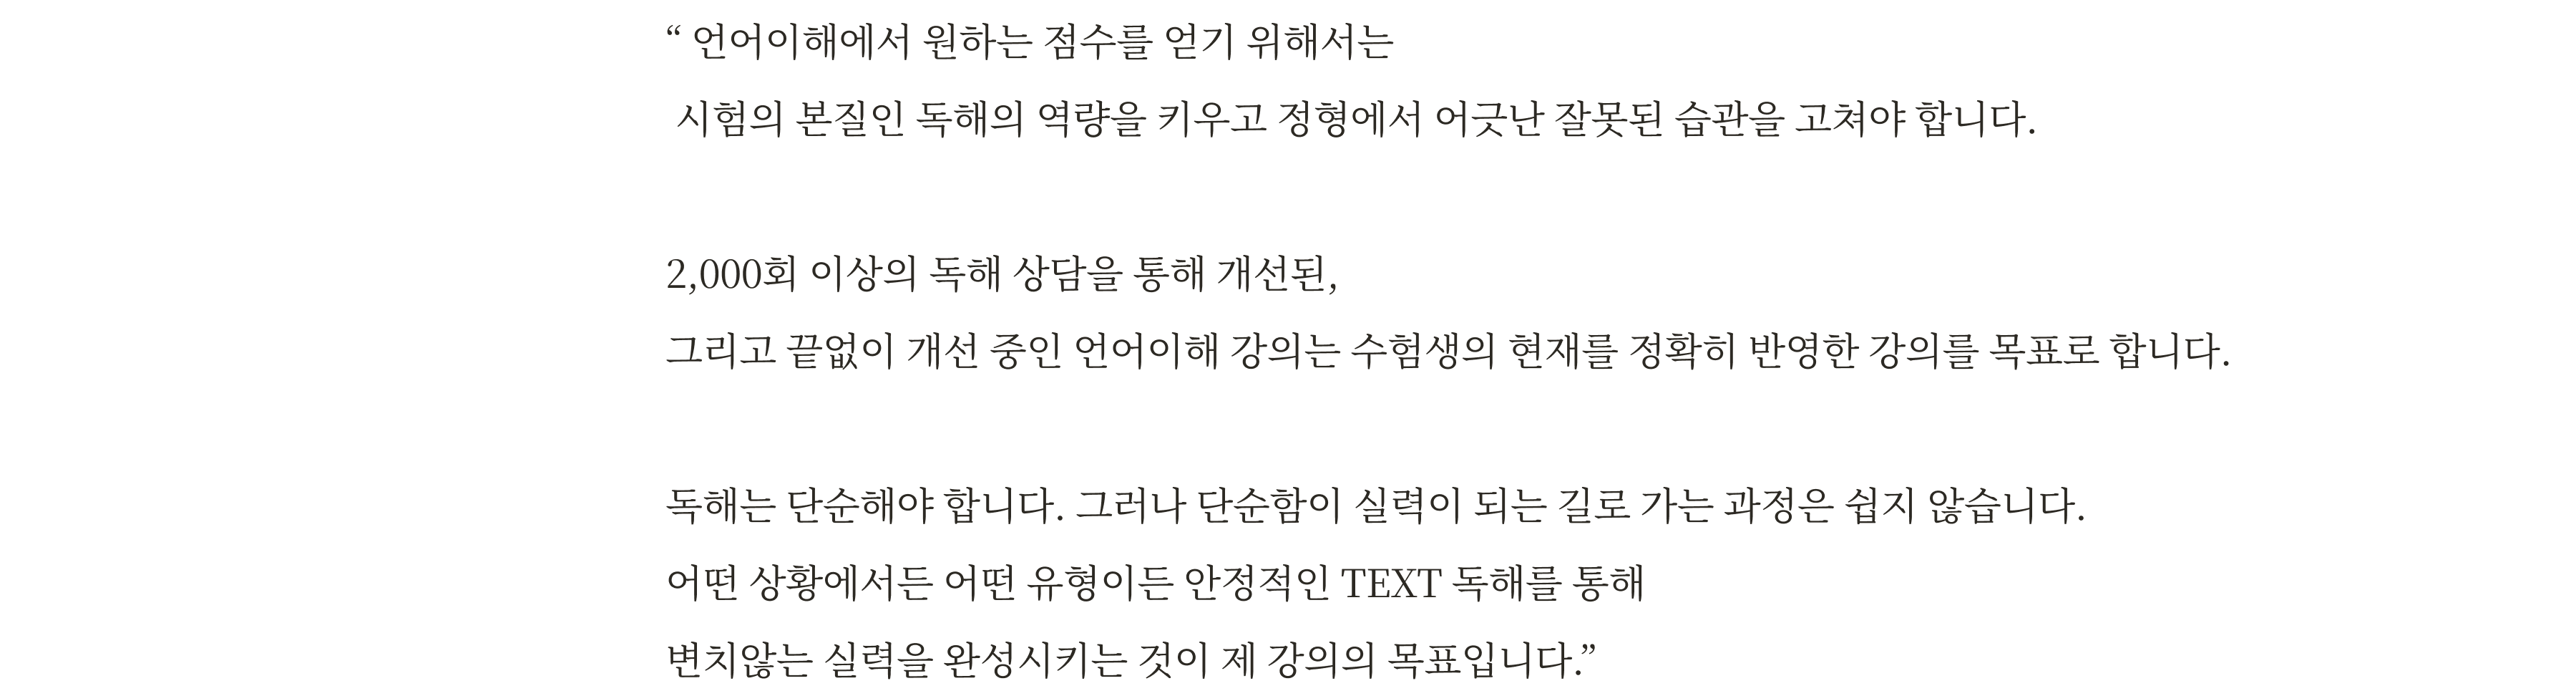 “ 언어이해에서 원하는 점수를 얻기 위해서는
시험의 본질인 독해의 역량을 키우고 정형에서 어긋난 잘못된 습관을 고쳐야 합니다.
2,000회 이상의 독해 상담을 통해 개선된,
그리고 끝없이 개선 중인 언어이해 강의는 수험생의 현재를 정확히 반영한 강의를 목표로 합니다.
독해는 단순해야 합니다. 그러나 단순함이 실력이 되는 길로 가는 과정은 쉽지 않습니다.
어떤 상황에서든 어떤 유형이든 안정적인 TEXT 독해를 통해
변치않는 실력을 완성시키는 것이 제 강의의 목표입니다.”